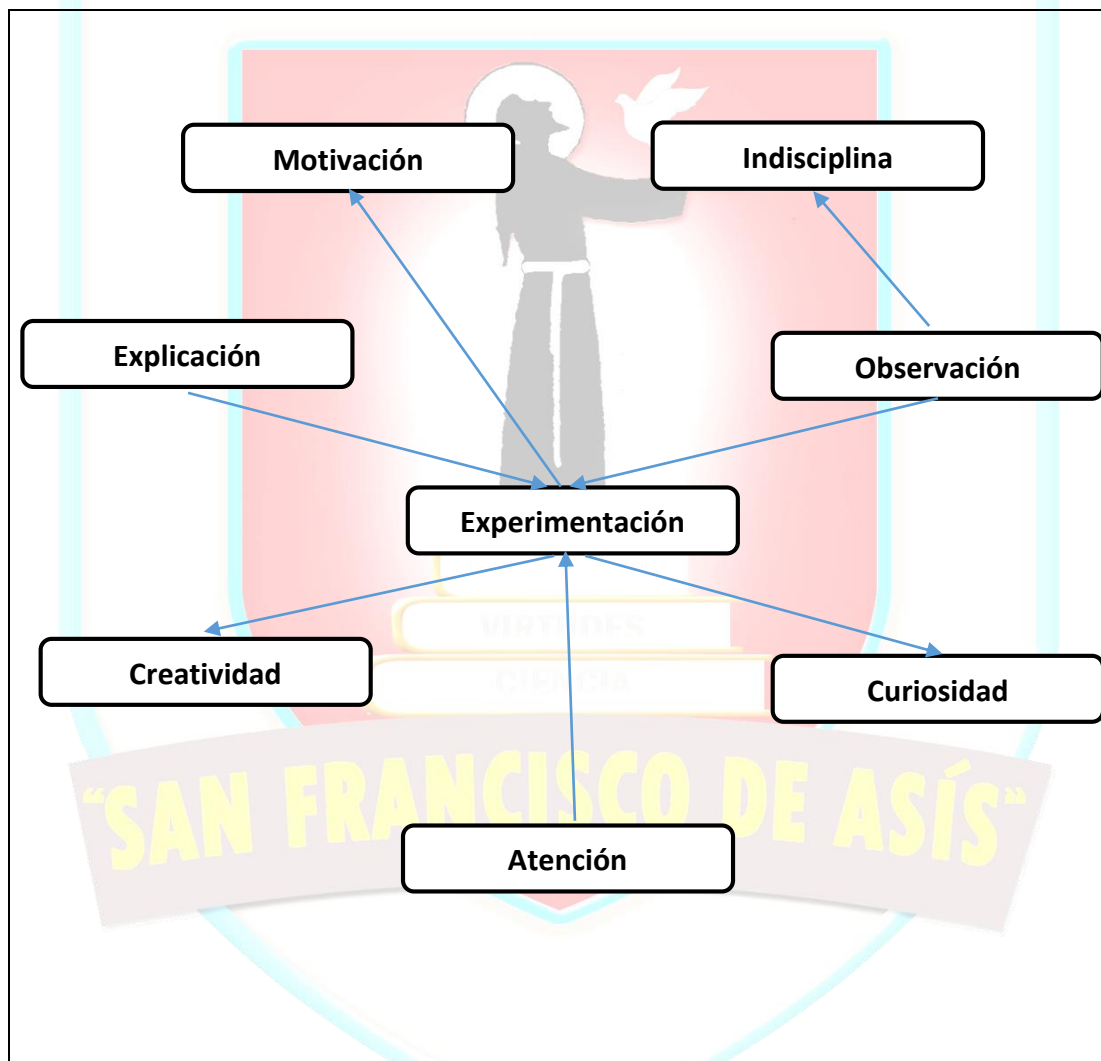 Motivación
Indisciplina
Explicación
Observación
Experimentación
VIRTUDES
Creatividad
CIENCIA
Curiosidad
“SAN FRANCISCO DE ASÍS”
Atención